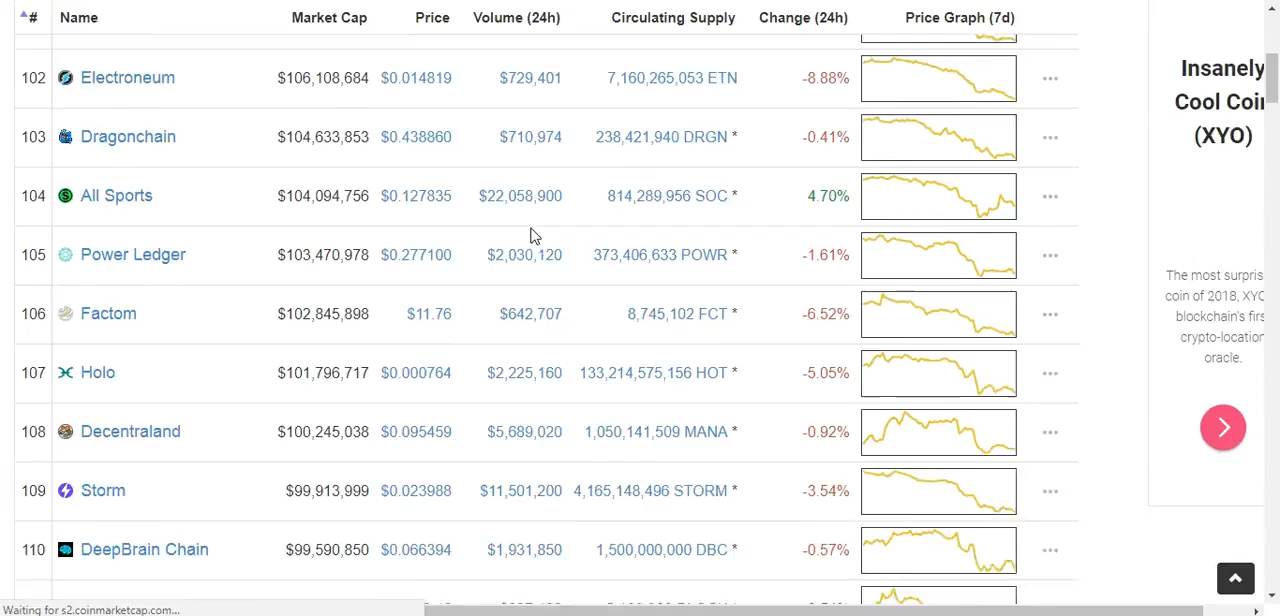 # Name Market Cap Price Volume (24h) Circulating Supply Change (24h) Price Graph (7d)
102 Electroneum $106,108,684 $0.014819 $729,401 7,160,265,053 ETN -8.88%
103 Dragonchain $104,633,853 $0.438860 $710,974 238,421,940 DRGN * -0.41%
104 All Sports $104,094,756 $0.127835 $22,058,900 814,289,956 SOC * 4.70%
105 Power Ledger $103,470,978 $0.277100 $2,030,120 373,406,633 POWR * -1.61%
106 Factom $102,845,898 $11.76 $642,707 8,745,102 FCT * -6.52%
107 Holo $101,796,717 $0.000764 $2,225,160 133,214,575,156 HOT * -5.05%
108 Decentraland $100,245,038 $0.095459 $5,689,020 1,050,141,509 MANA * -0.92%
109 Storm $99,913,999 $0.023988 $11,501,200 4,165,148,496 STORM * -3.54%
110 DeepBrain Chain $99,590,850 $0.066394 $1,931,850 1,500,000,000 DBC * -0.57%
Insanely
Cool Coin
(XYO)
The most surpris
coin of 2018, XYO
blockchain's firs
crypto-location
oracle.
Waiting for s2.coinmarketcap.com...